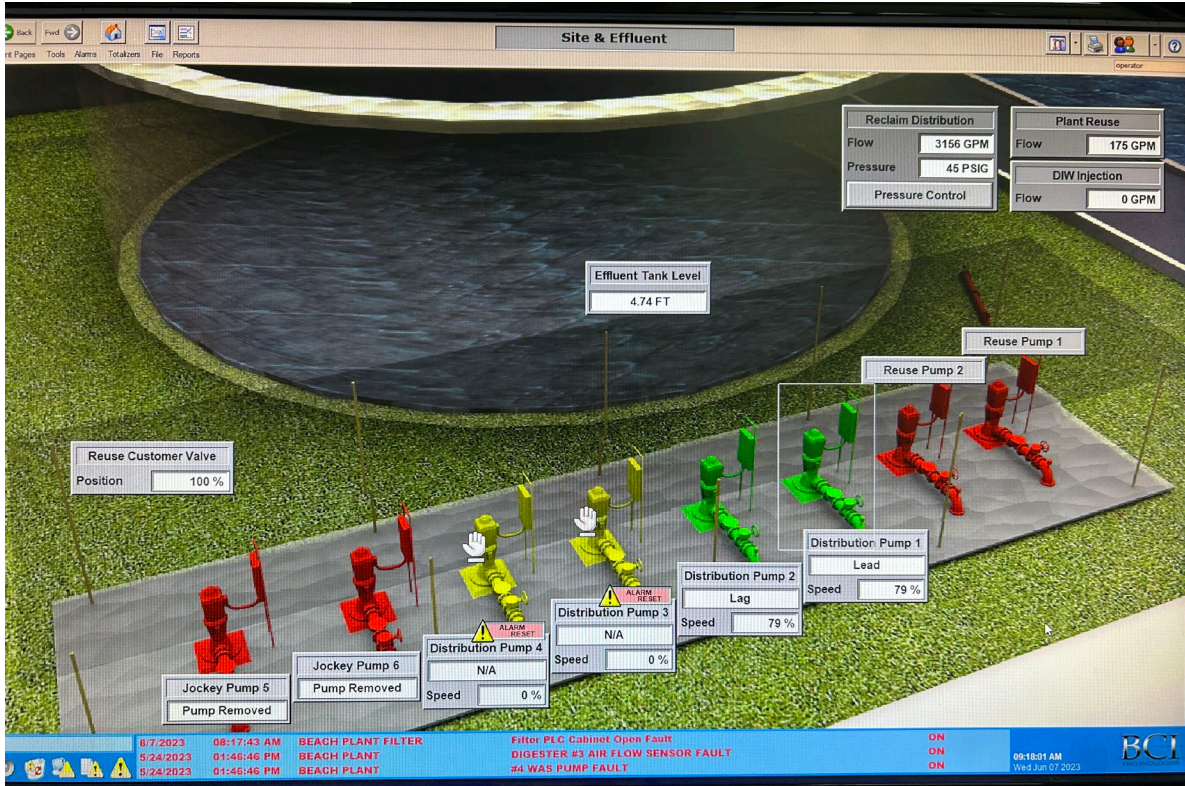 Site & Effluent
Back
Fwd
nt Pages Tools Alarms Totalizers File Reports
operator
Reclaim Distribution
Flow 3156 GPM
Pressure 45 PSIG
Pressure Control
Plant Reuse
Flow 175 GPM
DIW Injection
Flow 0 GPM
Effluent Tank Level
4.74 FT
Reuse Pump 1
Reuse Pump 2
Reuse Customer Valve
Position 100 %
Distribution Pump 1
Lead
Speed 79 %
Distribution Pump 2
Lag
Speed 79 %
ALARM RESET
Distribution Pump 3
N/A
Speed 0 %
ALARM RESET
Distribution Pump 4
N/A
Speed 0 %
Jockey Pump 6
Pump Removed
Jockey Pump 5
Pump Removed
6/7/2023 08:17:43 AM BEACH PLANT FILTER Filter PLC Cabinet Open Fault ON
5/24/2023 01:46:46 PM BEACH PLANT DIGESTER #3 AIR FLOW SENSOR FAULT ON
5/24/2023 01:46:46 PM BEACH PLANT #4 WAS PUMP FAULT ON
09:18:01 AM
Wed Jun 07 2023
BCI
TECHNOLOGIES